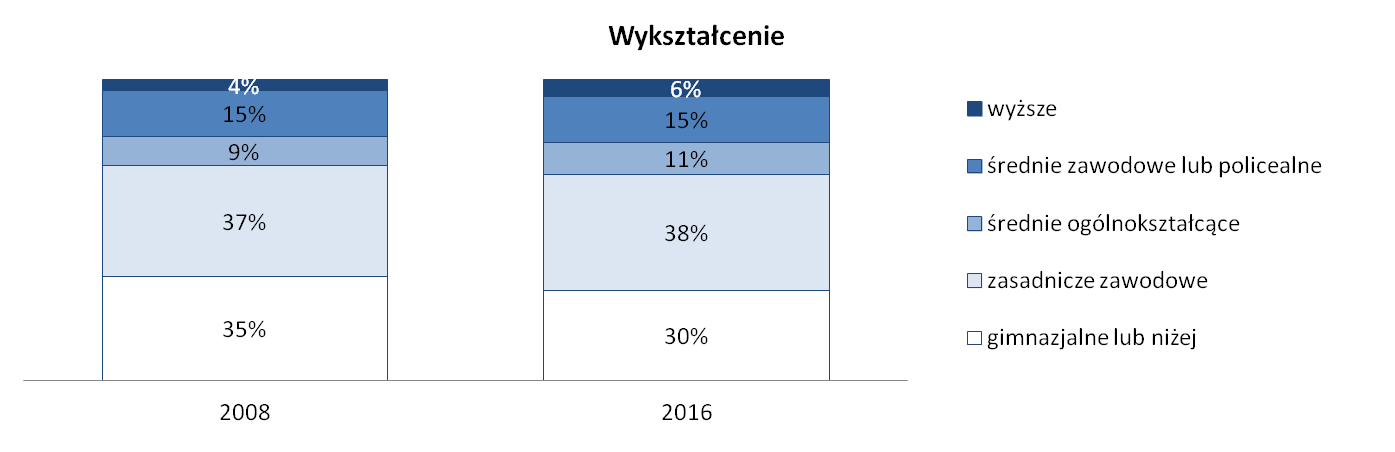 Wykształcenie
4%
15%
9%
37%
35%
2008
6%
15%
11%
38%
30%
2016
wyższe
średnie zawodowe lub policealne
średnie ogólnokształcące
zasadnicze zawodowe
gimnazjalne lub niżej